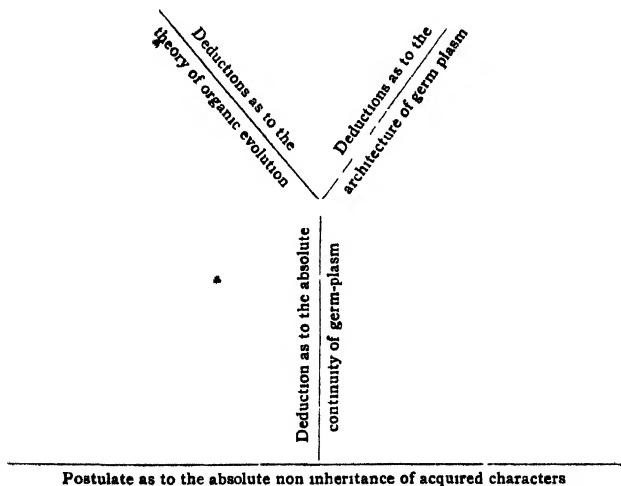 Deductions as to the
theory of organic evolution
Deductions as to the
architecture of germ plasm
Deduction as to the absolute
continuity of germ-plasm
Postulate as to the absolute non inheritance of acquired characters